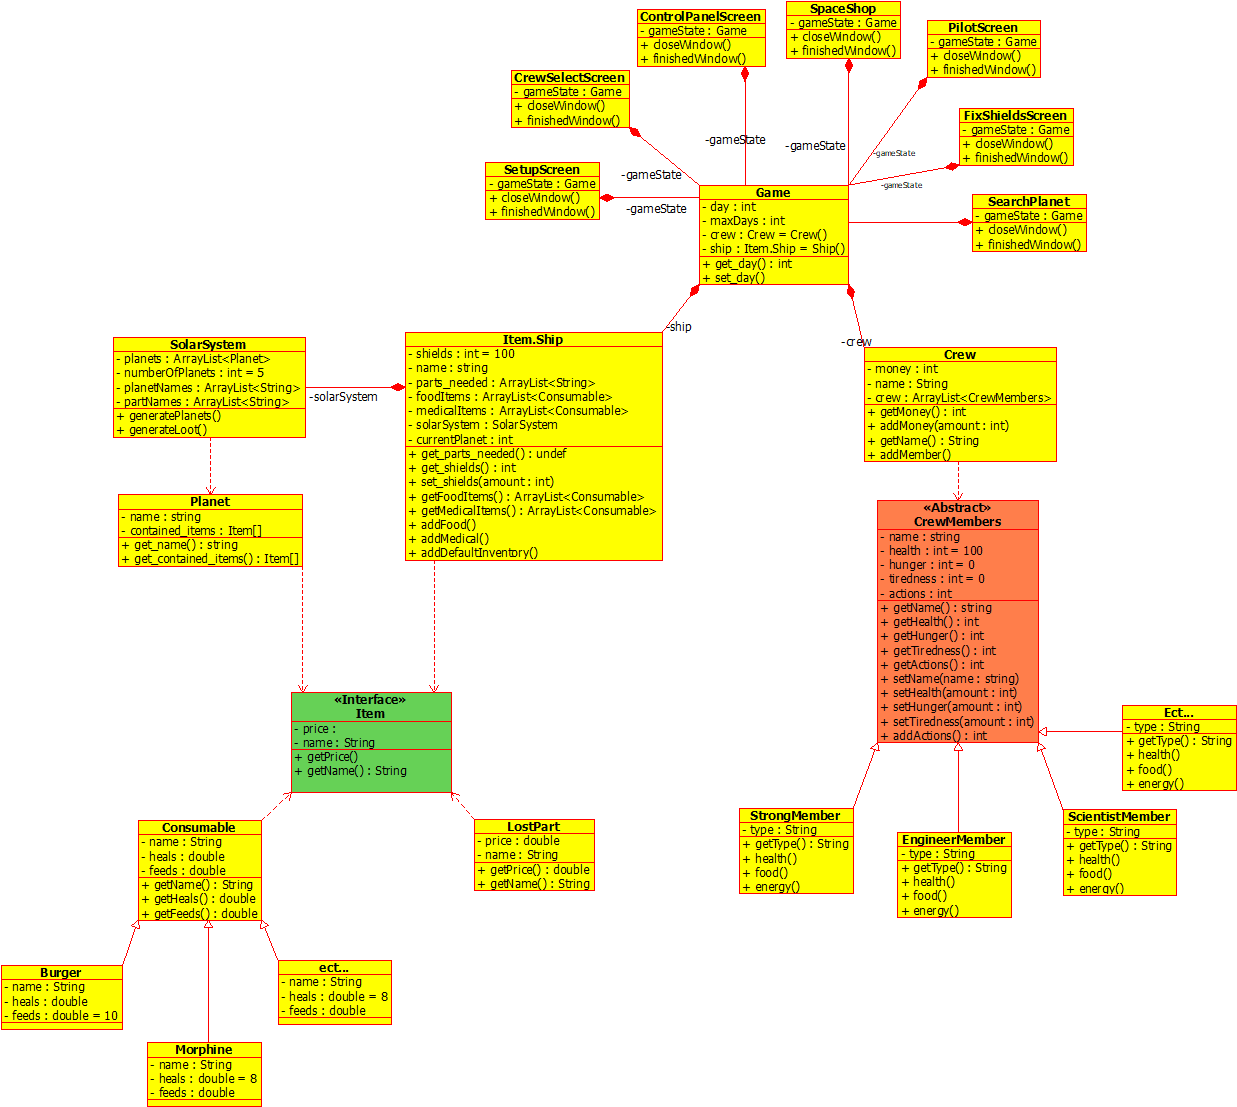 ControlPanelScreen
- gameState : Game
+ closeWindow()
+ finishedWindow()
SpaceShop
- gameState : Game
+ closeWindow()
+ finishedWindow()
PilotScreen
- gameState : Game
+ closeWindow()
+ finishedWindow()
CrewSelectScreen
- gameState : Game
+ closeWindow()
+ finishedWindow()
FixShieldsScreen
- gameState : Game
+ closeWindow()
+ finishedWindow()
SetupScreen
- gameState : Game
+ closeWindow()
+ finishedWindow()
SearchPlanet
- gameState : Game
+ closeWindow()
+ finishedWindow()
-gameState
-gameState
-gameState
-gameState
-gameState
-gameState
Game
- day : int
- maxDays : int
- crew : Crew = Crew()
- ship : Item.Ship = Ship()
+ get_day() : int
+ set_day()
-ship
-crew
SolarSystem
- planets : ArrayList<Planet>
- numberOfPlanets : int = 5
- planetNames : ArrayList<String>
- partNames : ArrayList<String>
+ generatePlanets()
+ generateLoot()
-solarSystem
Item.Ship
- shields : int = 100
- name : string
- parts_needed : ArrayList<String>
- foodItems : ArrayList<Consumable>
- medicalItems : ArrayList<Consumable>
- solarSystem : SolarSystem
- currentPlanet : int
+ get_parts_needed() : undef
+ get_shields() : int
+ set_shields(amount : int)
+ getFoodItems() : ArrayList<Consumable>
+ getMedicalItems() : ArrayList<Consumable>
+ addFood()
+ addMedical()
+ addDefaultInventory()
Crew
- money : int
- name : String
- crew : ArrayList<CrewMembers>
+ getMoney() : int
+ addMoney(amount : int)
+ getName() : String
+ addMember()
Planet
- name : string
- contained_items : Item[]
+ get_name() : string
+ get_contained_items() : Item[]
«Abstract»
CrewMembers
- name : string
- health : int = 100
- hunger : int = 0
- tiredness : int = 0
- actions : int
+ getName() : string
+ getHealth() : int
+ getHunger() : int
+ getTiredness() : int
+ getActions() : int
+ setName(name : string)
+ setHealth(amount : int)
+ setHunger(amount : int)
+ setTiredness(amount : int)
+ addActions() : int
«Interface»
Item
- price :
- name : String
+ getPrice()
+ getName() : String
Ect...
- type : String
+ getType() : String
+ health()
+ food()
+ energy()
StrongMember
- type : String
+ getType() : String
+ health()
+ food()
+ energy()
EngineerMember
- type : String
+ getType() : String
+ health()
+ food()
+ energy()
ScientistMember
- type : String
+ getType() : String
+ health()
+ food()
+ energy()
Consumable
- name : String
- heals : double
- feeds : double
+ getName() : String
+ getHeals() : double
+ getFeeds() : double
LostPart
- price : double
- name : String
+ getPrice() : double
+ getName() : String
Burger
- name : String
- heals : double
- feeds : double = 10
ect...
- name : String
- heals : double = 8
- feeds : double
Morphine
- name : String
- heals : double = 8
- feeds : double